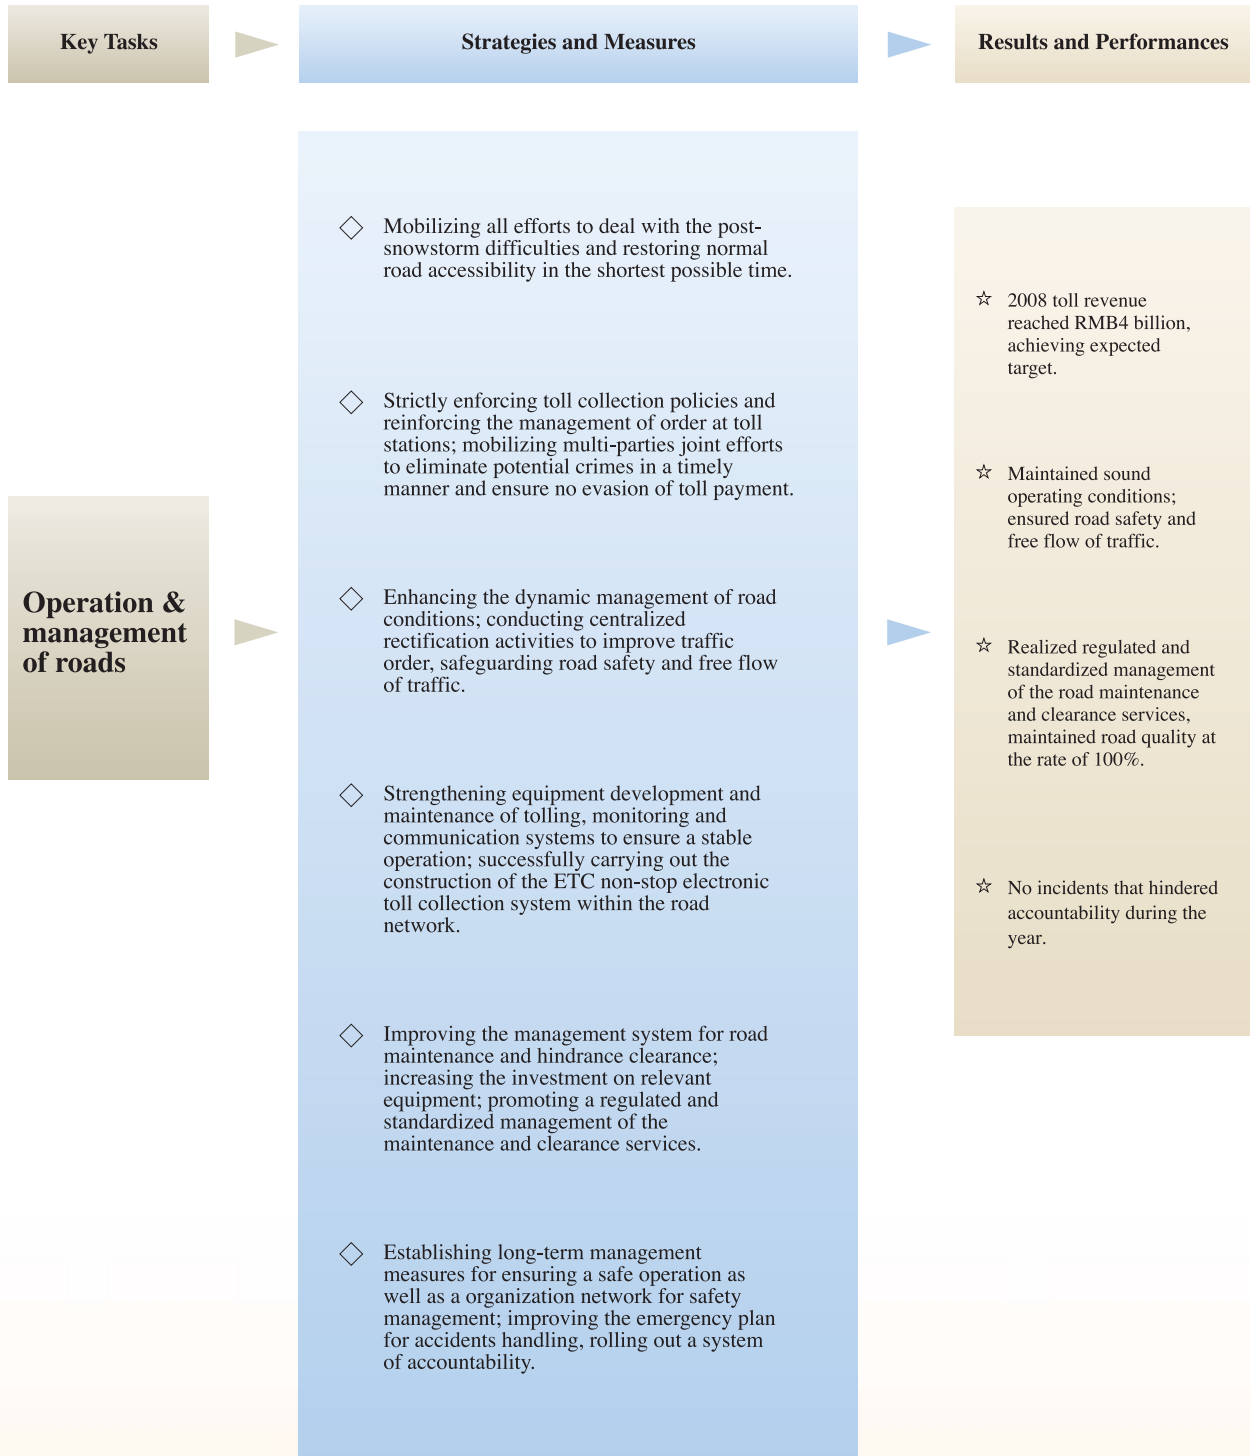 Key Tasks
Strategies and Measures
Results and Performances
Operation &
management
of roads
Mobilizing all efforts to deal with the post-
snowstorm difficulties and restoring normal
road accessibility in the shortest possible time.
Strictly enforcing toll collection policies and
reinforcing the management of order at toll
stations; mobilizing multi-parties joint efforts
to eliminate potential crimes in a timely
manner and ensure no evasion of toll payment.
Enhancing the dynamic management of road
conditions; conducting centralized
rectification activities to improve traffic
order, safeguarding road safety and free flow
of traffic.
Strengthening equipment development and
maintenance of tolling, monitoring and
communication systems to ensure a stable
operation; successfully carrying out the
construction of the ETC non-stop electronic
toll collection system within the road
network.
Improving the management system for road
maintenance and hindrance clearance;
increasing the investment on relevant
equipment; promoting a regulated and
standardized management of the
maintenance and clearance services.
Establishing long-term management
measures for ensuring a safe operation as
well as a organization network for safety
management; improving the emergency plan
for accidents handling, rolling out a system
of accountability.
2008 toll revenue
reached RMB4 billion,
achieving expected
target.
Maintained sound
operating conditions;
ensured road safety and
free flow of traffic.
Realized regulated and
standardized management
of the road maintenance
and clearance services,
maintained road quality at
the rate of 100%.
No incidents that hindered
accountability during the
year.